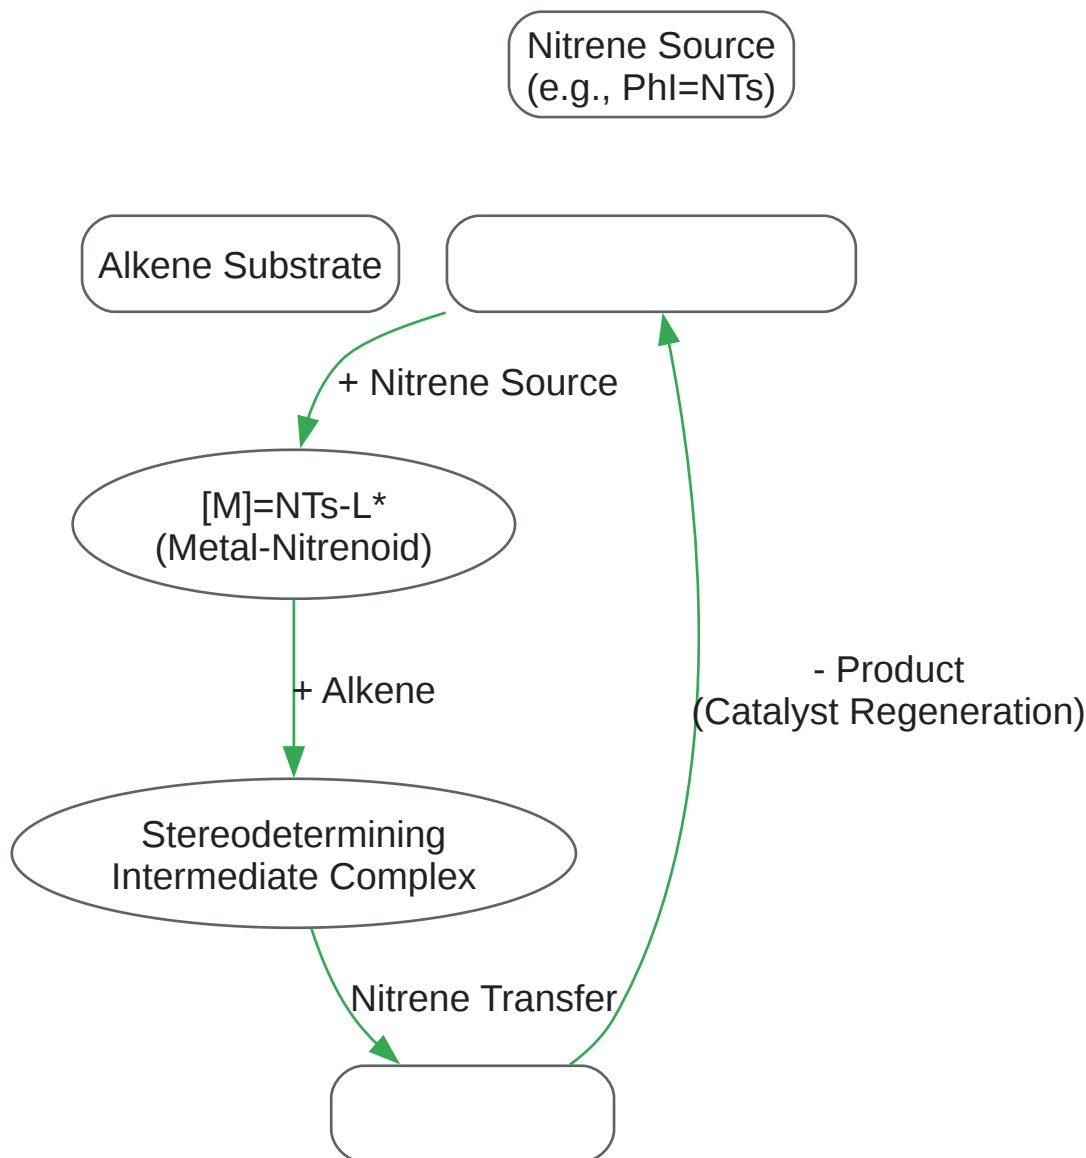 Nitrene Source
(e.g., PhI=NTs)
Alkene Substrate
+ Nitrene Source
[M]=NTs-L*
(Metal-Nitrenoid)
+ Alkene
- Product
(Catalyst Regeneration)
Stereodetermining
Intermediate Complex
Nitrene Transfer